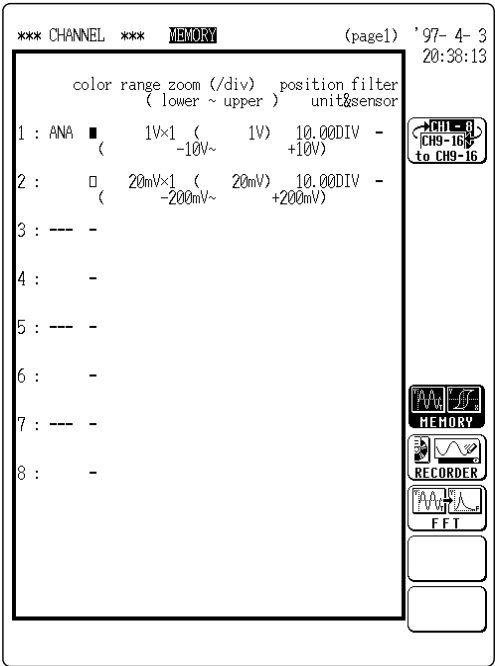 *** CHANNEL *** MEMORY (page1) '97- 4- 3
20:38:13
color range zoom (/div) position filter
( lower ~ upper ) unit&sensor
1 : ANA ■ 1V×1 ( 1V) 10.00DIV -
( -10V~ +10V)
2 : □ 20mV×1 ( 20mV) 10.00DIV -
( -200mV~ +200mV)
3 : --- -
4 : -
5 : --- -
6 : -
7 : --- -
8 : -
CH1- 8
CH9-16
to CH9-16
MEMORY
RECORDER
FFT